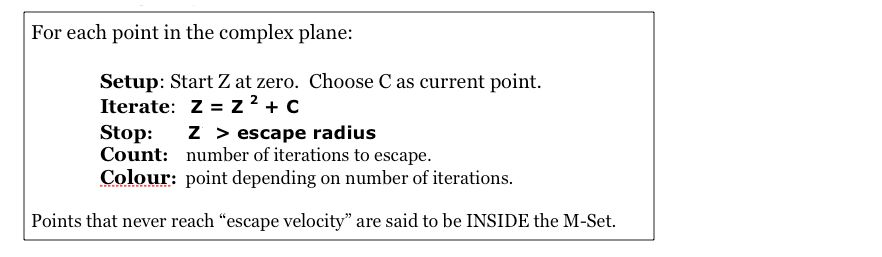 For each point in the complex plane:
Setup: Start Z at zero. Choose C as current point.
Iterate: Z = Z ² + C
Stop: Z > escape radius
Count: number of iterations to escape.
Colour: point depending on number of iterations.
Points that never reach “escape velocity” are said to be INSIDE the M-Set.